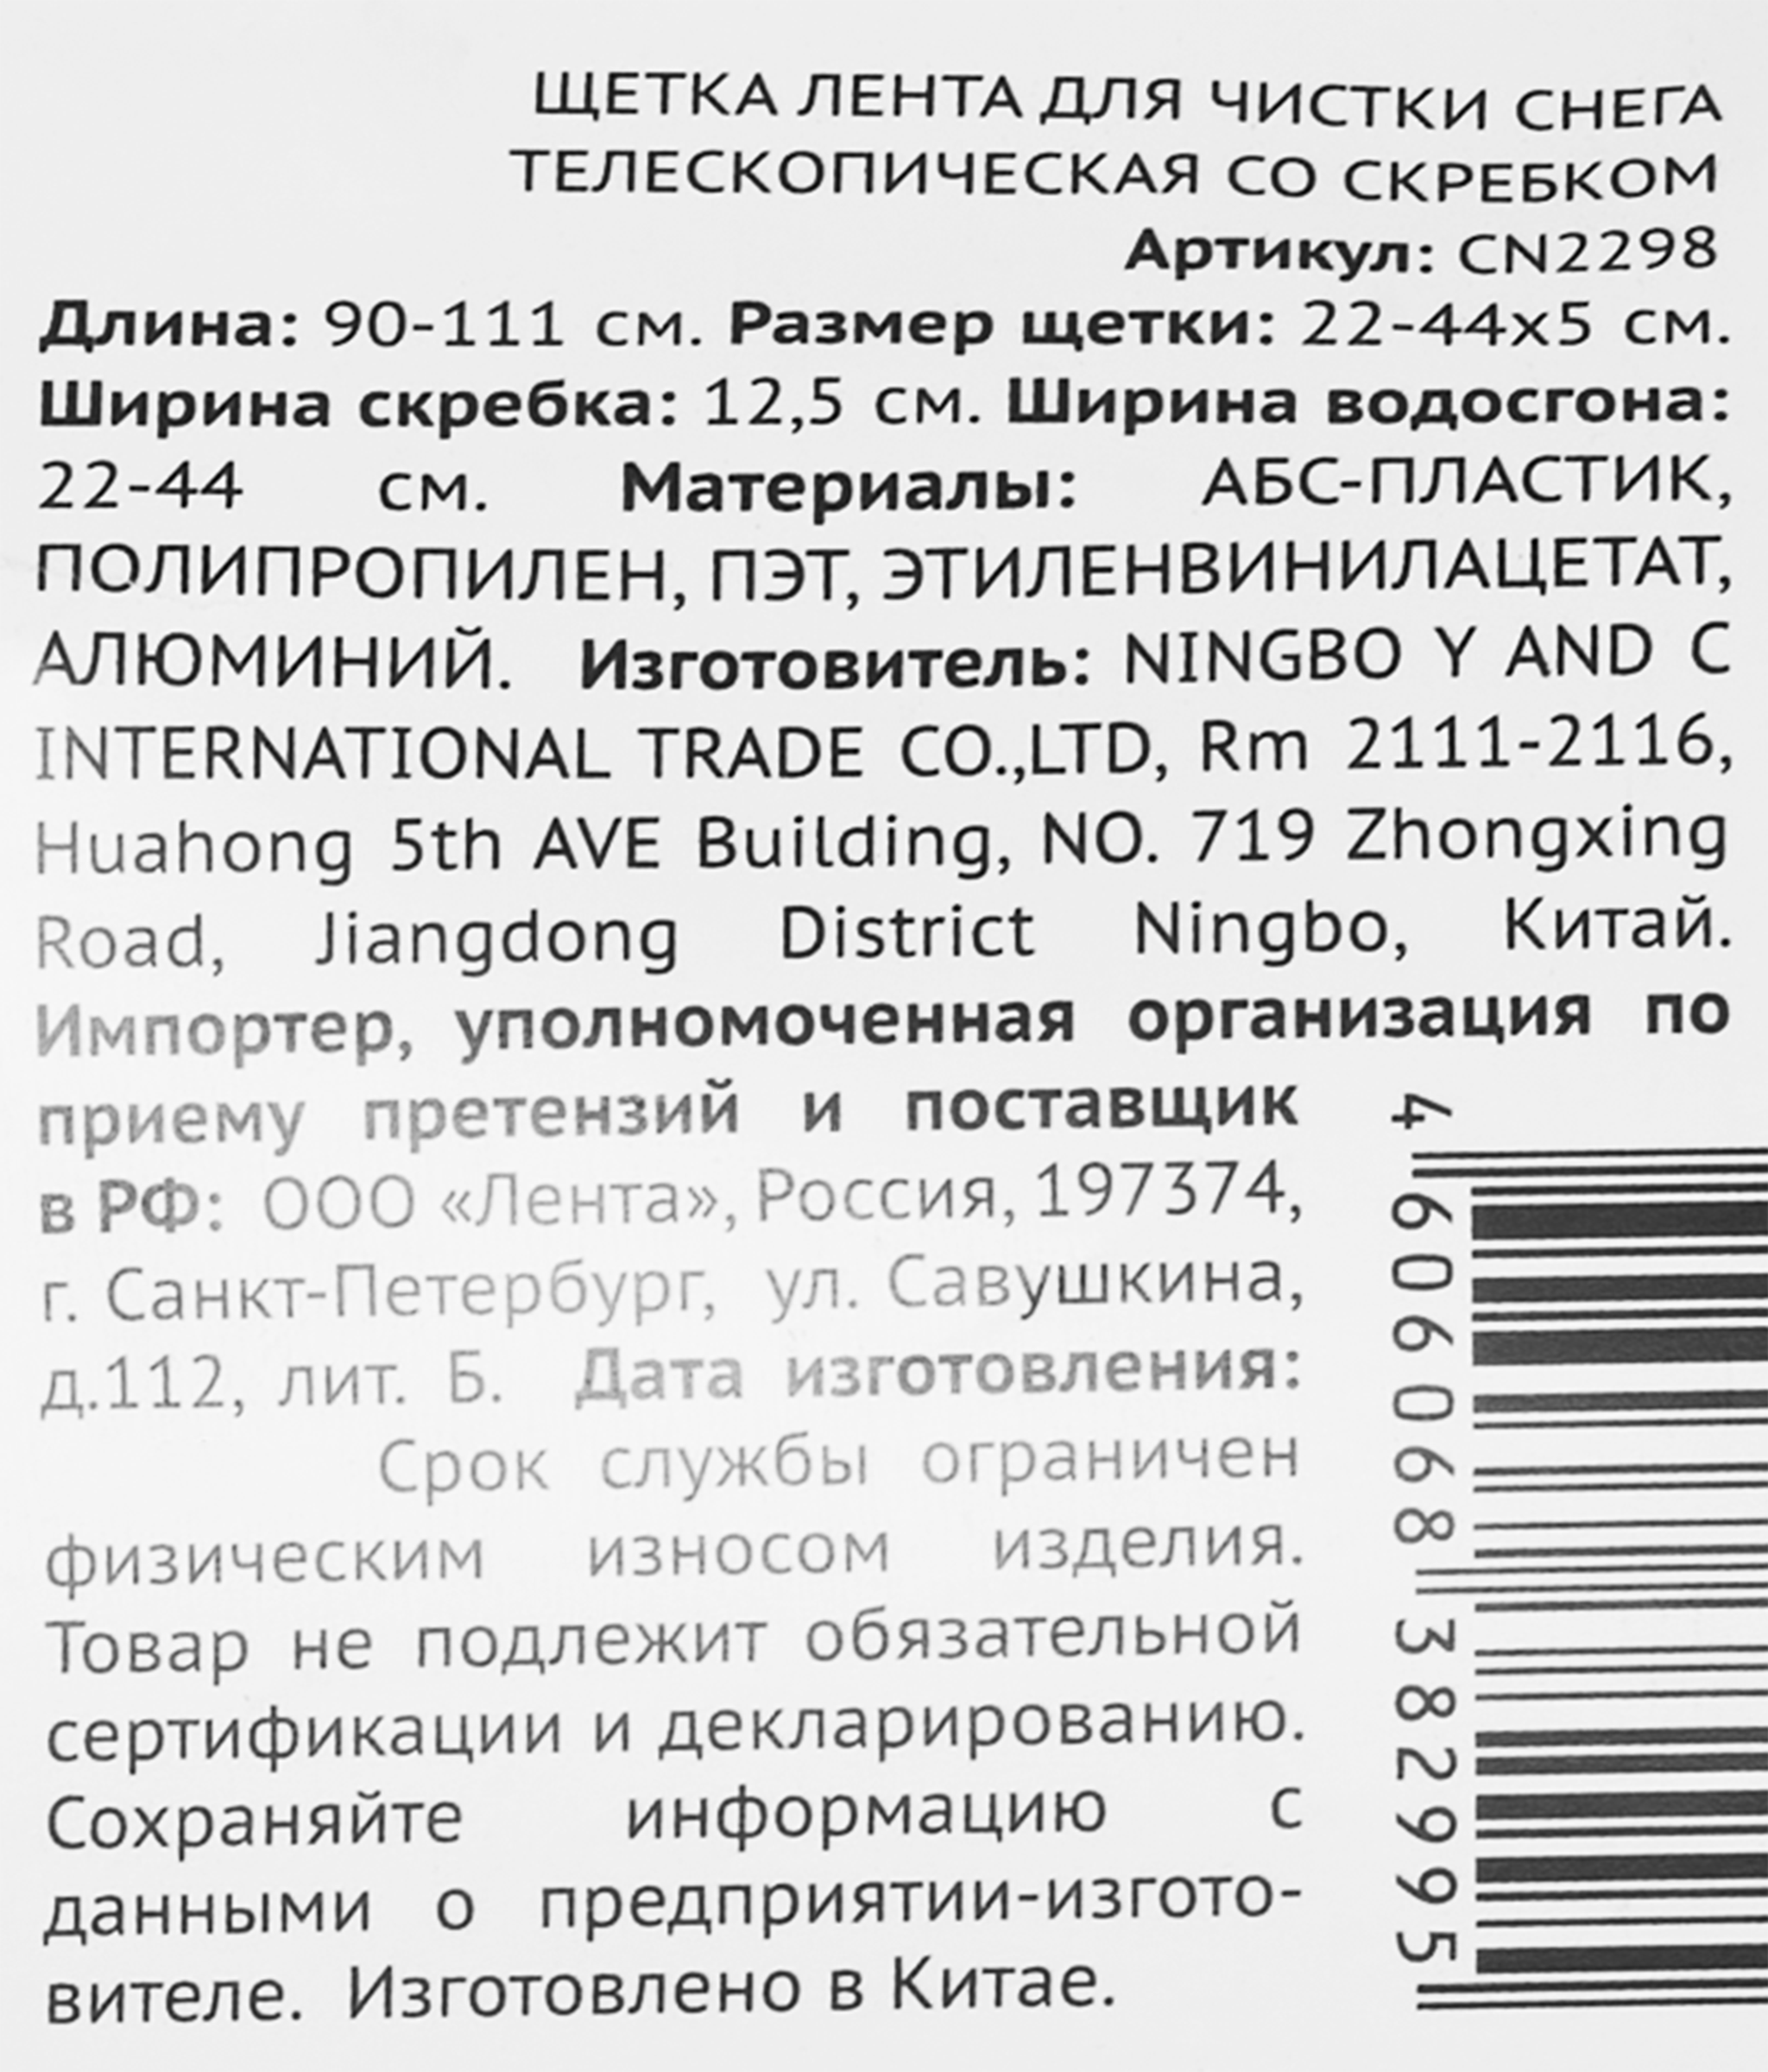 ЩЕТКА ЛЕНТА ДЛЯ ЧИСТКИ СНЕГА
ТЕЛЕСКОПИЧЕСКАЯ СО СКРЕБКОМ
Артикул: CN2298
Длина: 90-111 см. Размер щетки: 22-44х5 см.
Ширина скребка: 12,5 см. Ширина водосгона:
22-44 см. Материалы: АБС-ПЛАСТИК,
ПОЛИПРОПИЛЕН, ПЭТ, ЭТИЛЕНВИНИЛАЦЕТАТ,
АЛЮМИНИЙ. Изготовитель: NINGBO Y AND C
INTERNATIONAL TRADE CO.,LTD, Rm 2111-2116,
Huahong 5th AVE Building, NO. 719 Zhongxing
Road, Jiangdong District Ningbo, Китай.
Импортер, уполномоченная организация по
приему претензий и поставщик
в РФ: ООО «Лента», Россия, 197374,
г. Санкт-Петербург, ул. Савушкина,
д.112, лит. Б. Дата изготовления:
Срок службы ограничен
физическим износом изделия.
Товар не подлежит обязательной
сертификации и декларированию.
Сохраняйте информацию с
данными о предприятии-изгото-
вителе. Изготовлено в Китае.
4 606068 382995